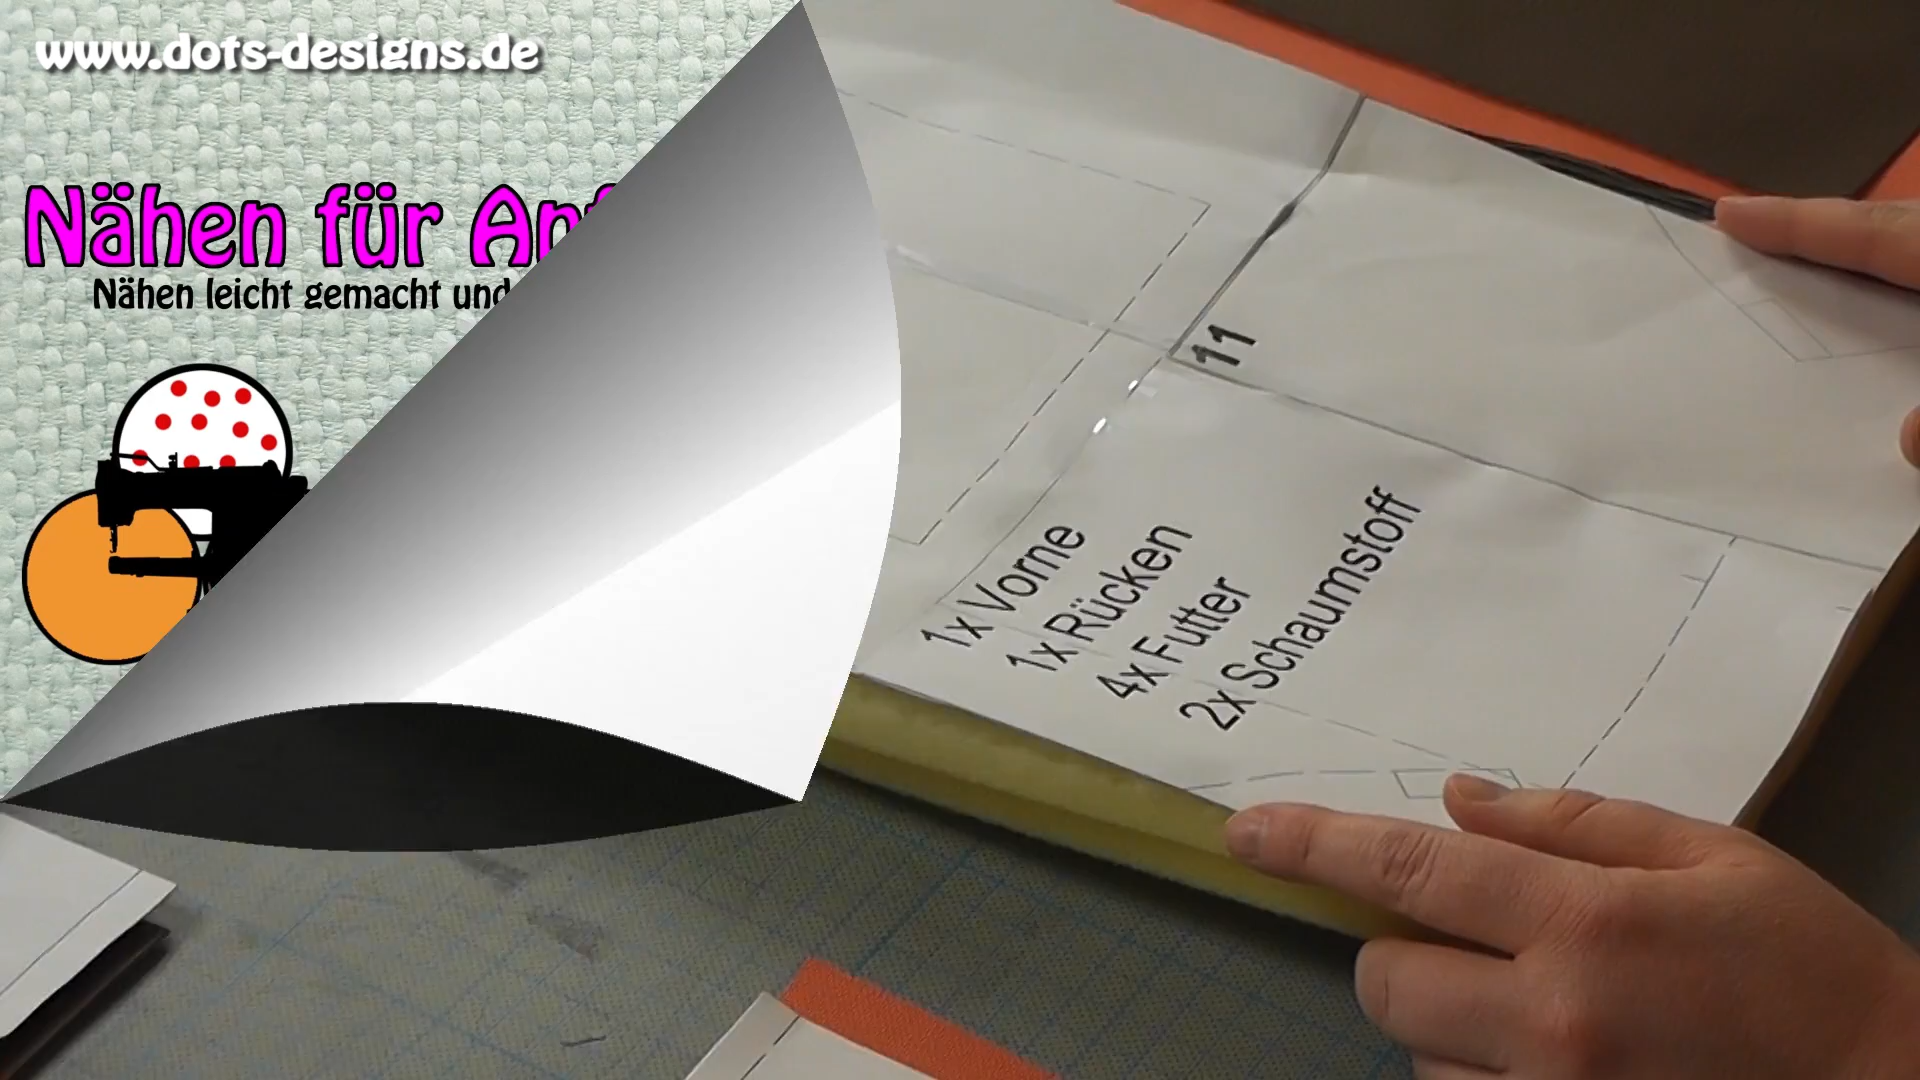 www.dots-designs.de
Nähen für
Nähen leicht gemacht und
11
1x Vorne
1x Rücken
4x Futter
2x Schaumstoff